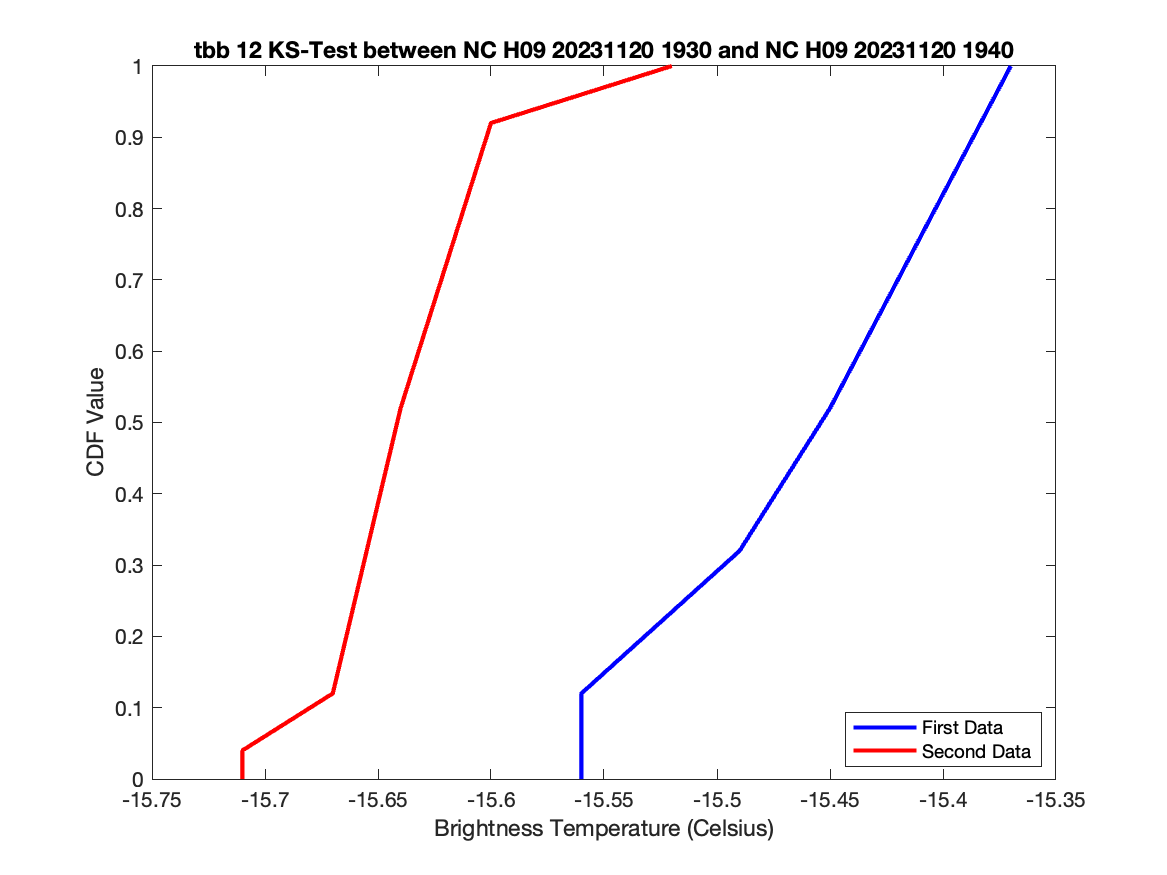 tbb 12 KS-Test between NC H09 20231120 1930 and NC H09 20231120 1940
1
0.9
0.8
0.7
0.6
0.5
0.4
0.3
0.2
0.1
0
CDF Value
First Data
Second Data
-15.75 -15.7 -15.65 -15.6 -15.55 -15.5 -15.45 -15.4 -15.35
Brightness Temperature (Celsius)